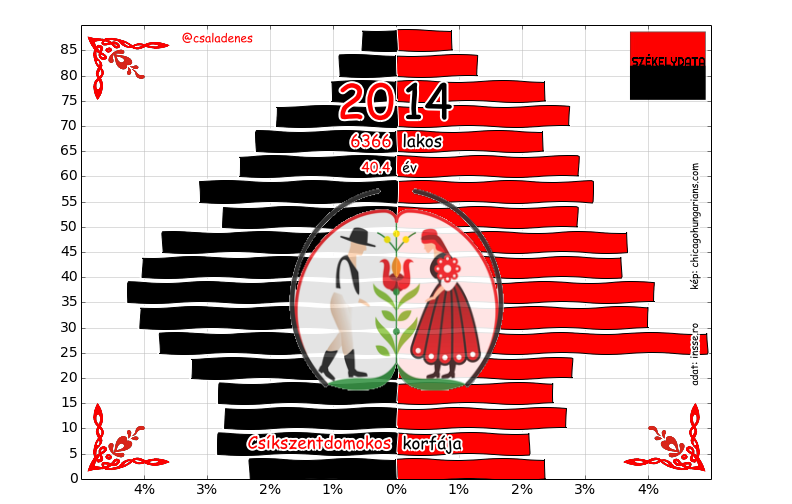 @csaladenes
SZÉKELYDATA
2014
6366 lakos
40.4 év
kép: chicagohungarians.com
adat: insse.ro
Csíkszentdomokos korfája
85
80
75
70
65
60
55
50
45
40
35
30
25
20
15
10
5
0
4% 3% 2% 1% 0% 1% 2% 3% 4%